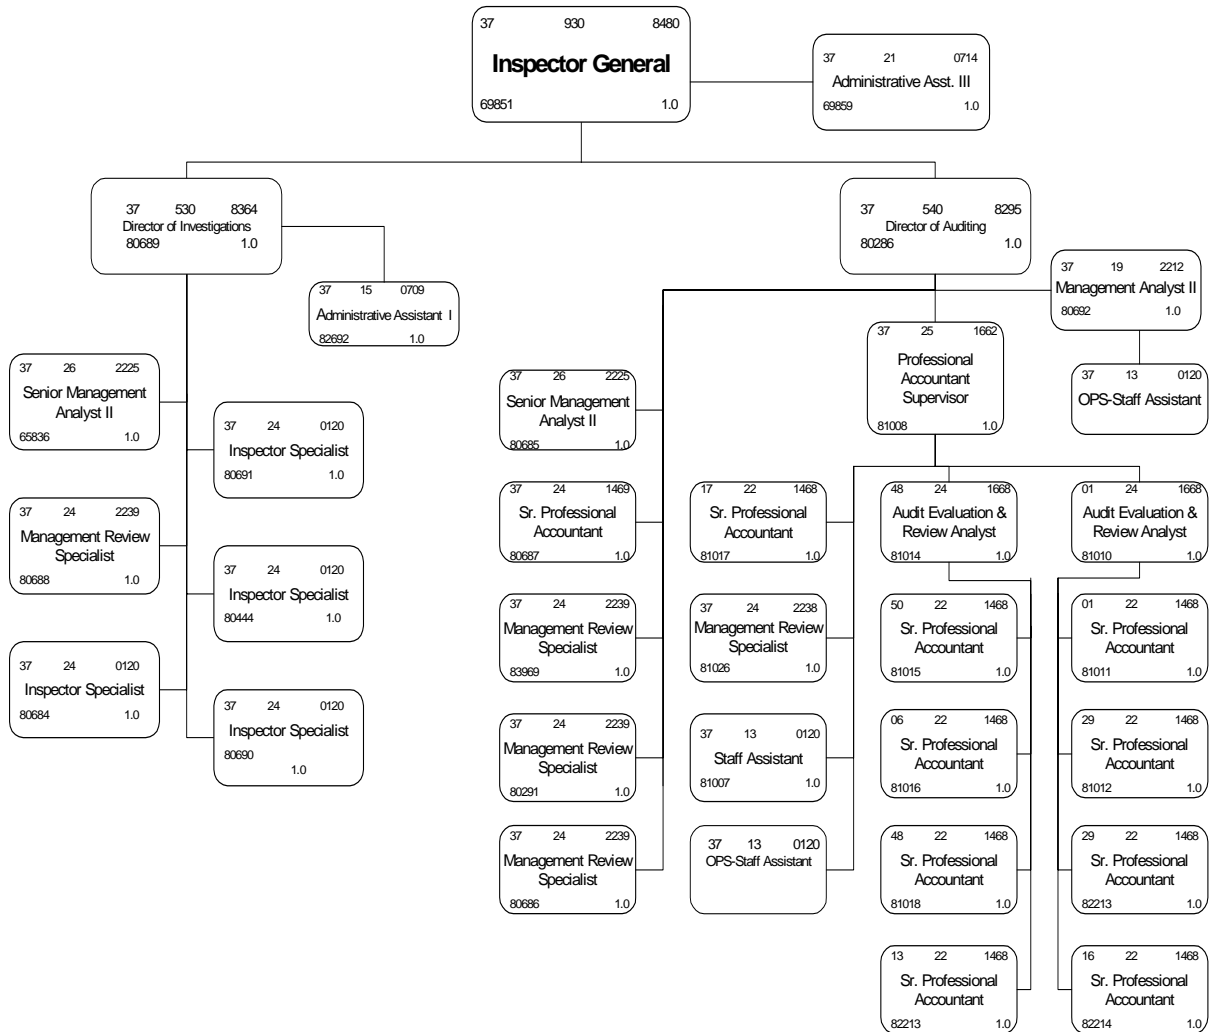 37 930 8480
Inspector General
69851 1.0
37 21 0714
Administrative Asst. III
69859 1.0
37 530 8364
Director of Investigations
80689 1.0
37 15 0709
Administrative Assistant I
82692 1.0
37 26 2225
Senior Management
Analyst II
65836 1.0
37 24 0120
Inspector Specialist
80691 1.0
37 24 2239
Management Review
Specialist
80688 1.0
37 24 0120
Inspector Specialist
80444 1.0
37 24 0120
Inspector Specialist
80684 1.0
37 24 0120
Inspector Specialist
80690
1.0
37 540 8295
Director of Auditing
80286 1.0
37 19 2212
Management Analyst II
80692 1.0
37 13 0120
OPS-Staff Assistant
37 25 1662
Professional
Accountant
Supervisor
81008 1.0
37 26 2225
Senior Management
Analyst II
80685 1.0
37 24 1469
Sr. Professional
Accountant
80687 1.0
37 24 2239
Management Review
Specialist
83969 1.0
37 24 2239
Management Review
Specialist
80291 1.0
37 24 2239
Management Review
Specialist
80686 1.0
17 22 1468
Sr. Professional
Accountant
81017 1.0
37 24 2238
Management Review
Specialist
81026 1.0
37 13 0120
Staff Assistant
81007 1.0
37 13 0120
OPS-Staff Assistant
48 24 1668
Audit Evaluation &
Review Analyst
81014 1.0
50 22 1468
Sr. Professional
Accountant
81015 1.0
06 22 1468
Sr. Professional
Accountant
81016 1.0
48 22 1468
Sr. Professional
Accountant
81018 1.0
13 22 1468
Sr. Professional
Accountant
82213 1.0
01 24 1668
Audit Evaluation &
Review Analyst
81010 1.0
01 22 1468
Sr. Professional
Accountant
81011 1.0
29 22 1468
Sr. Professional
Accountant
81012 1.0
29 22 1468
Sr. Professional
Accountant
82213 1.0
16 22 1468
Sr. Professional
Accountant
82214 1.0